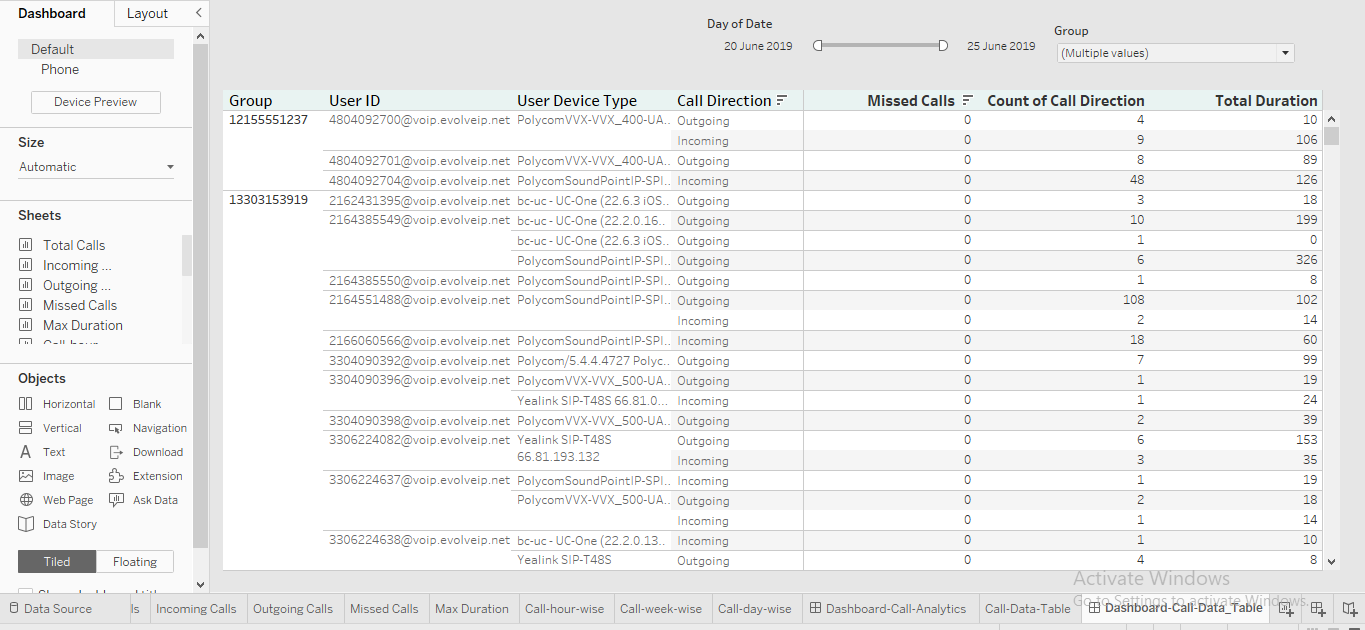 Dashboard Layout <
Default
Phone
Device Preview
Size
Automatic
Sheets
Total Calls
Incoming ...
Outgoing ...
Missed Calls
Max Duration
Objects
Horizontal Blank
Vertical Navigation
Text Download
Image Extension
Web Page Ask Data
Data Story
Tiled Floating
Day of Date
20 June 2019 25 June 2019
Group
(Multiple values)
Group User ID User Device Type Call Direction Missed Calls Count of Call Direction Total Duration
12155551237 4804092700@voip.evolveip.net PolycomVVX-VVX_400-UA.. Outgoing 0 4 10
Incoming 0 9 106
4804092701@voip.evolveip.net PolycomVVX-VVX_400-UA.. Outgoing 0 8 89
4804092704@voip.evolveip.net PolycomSoundPointIP-SPI.. Incoming 0 48 126
13303153919 2162431395@voip.evolveip.net bc-uc - UC-One (22.6.3 iOS.. Outgoing 0 3 18
2164385549@voip.evolveip.net bc-uc - UC-One (22.2.0.16.. Outgoing 0 10 199
bc-uc - UC-One (22.6.3 iOS.. Outgoing 0 1 0
PolycomSoundPointIP-SPI.. Outgoing 0 6 326
2164385550@voip.evolveip.net PolycomSoundPointIP-SPI.. Outgoing 0 1 8
2164551488@voip.evolveip.net PolycomSoundPointIP-SPI.. Outgoing 0 108 102
Incoming 0 2 14
2166060566@voip.evolveip.net PolycomSoundPointIP-SPI.. Incoming 0 18 60
3304090392@voip.evolveip.net Polycom/5.4.4.4727 Polyc.. Outgoing 0 7 99
3304090396@voip.evolveip.net PolycomVVX-VVX_500-UA.. Outgoing 0 1 19
Yealink SIP-T48S 66.81.0... Incoming 0 1 24
3304090398@voip.evolveip.net PolycomVVX-VVX_500-UA.. Outgoing 0 2 39
3306224082@voip.evolveip.net Yealink SIP-T48S Outgoing 0 6 153
66.81.193.132 Incoming 0 3 35
3306224637@voip.evolveip.net PolycomSoundPointIP-SPI.. Incoming 0 1 19
PolycomVVX-VVX_500-UA.. Outgoing 0 2 18
Incoming 0 1 14
3306224638@voip.evolveip.net bc-uc - UC-One (22.2.0.13.. Incoming 0 1 10
Yealink SIP-T48S Outgoing 0 4 8
Activate Windows
Go to Settings to activate Windows.
Data Source ls Incoming Calls Outgoing Calls Missed Calls Max Duration Call-hour-wise Call-week-wise Call-day-wise Dashboard-Call-Analytics Call-Data-Table Dashboard-Call-Data_Table